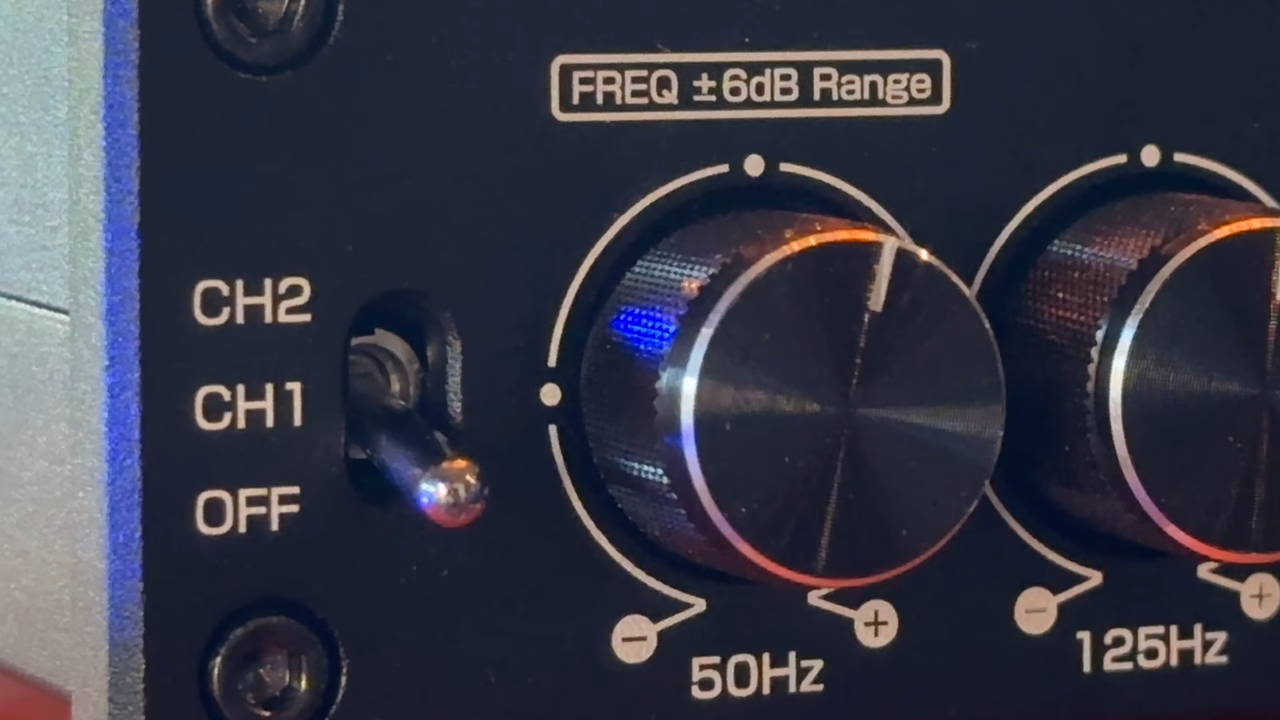 FREQ ±6dB Range
CH2
CH1
OFF
− +
− +
50Hz
125Hz